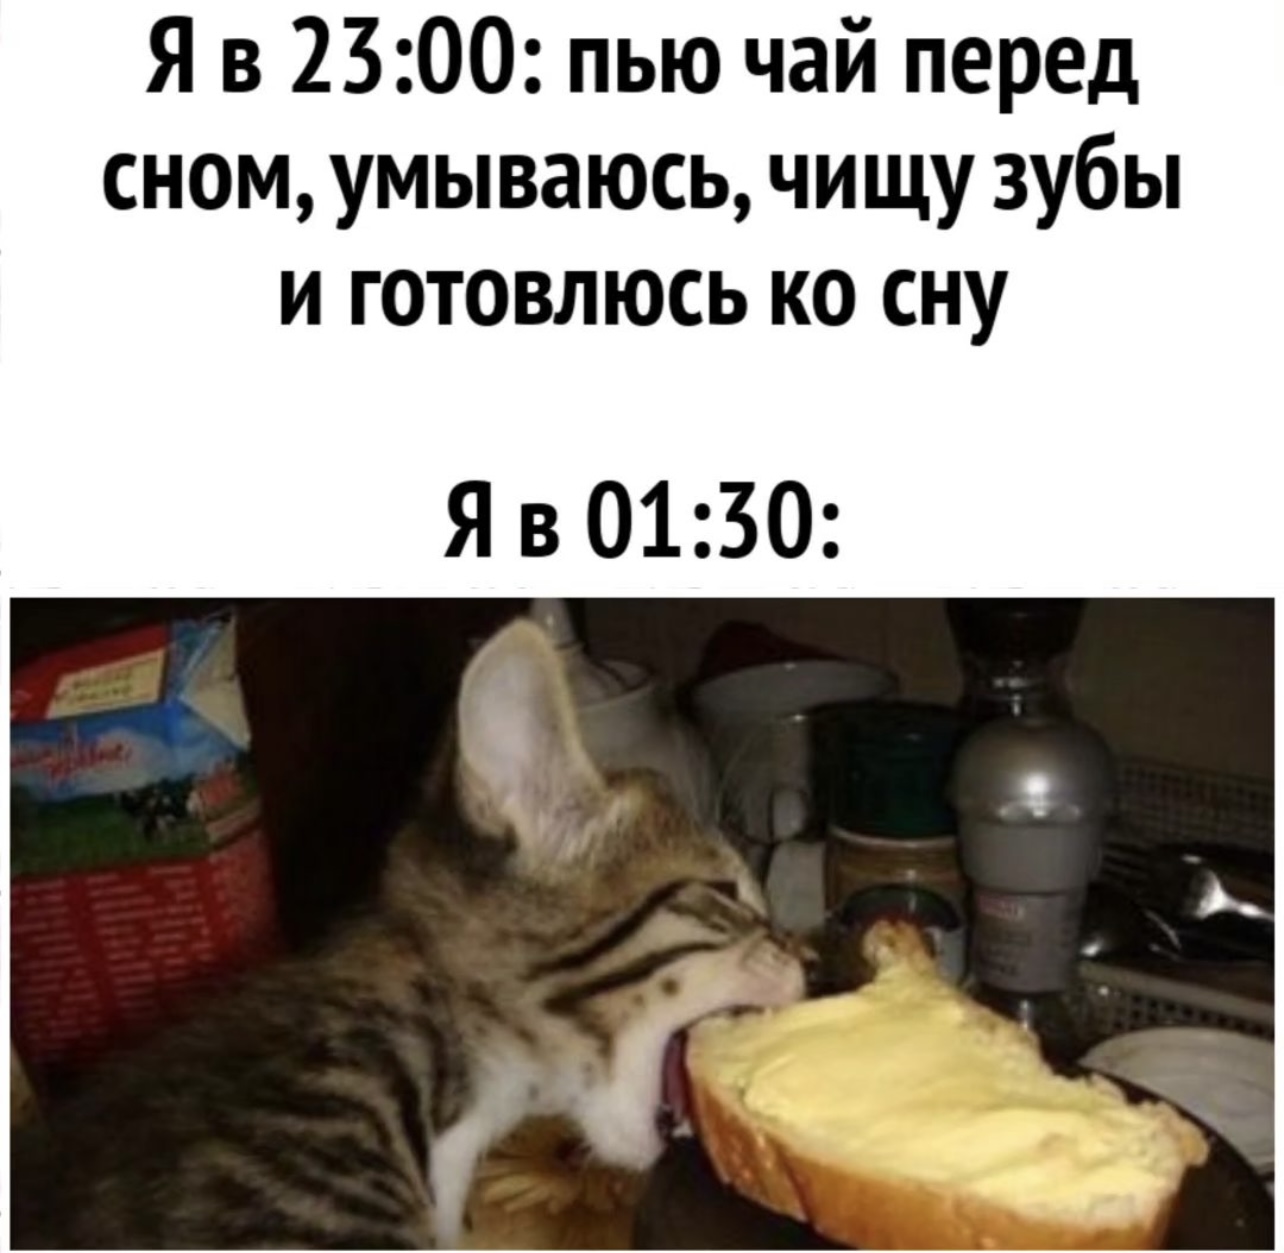 Я в 23:00: пью чай перед
сном, умываюсь, чищу зубы
и готовлюсь ко сну
Я в 01:30: